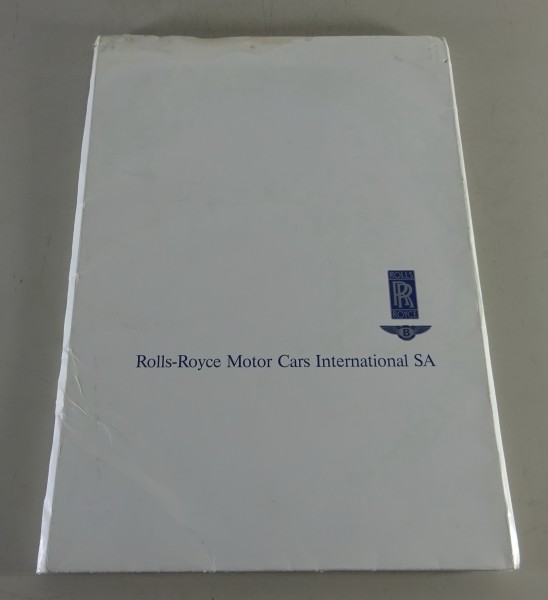 ROLLS
RR
ROYCE
B
Rolls-Royce Motor Cars International SA